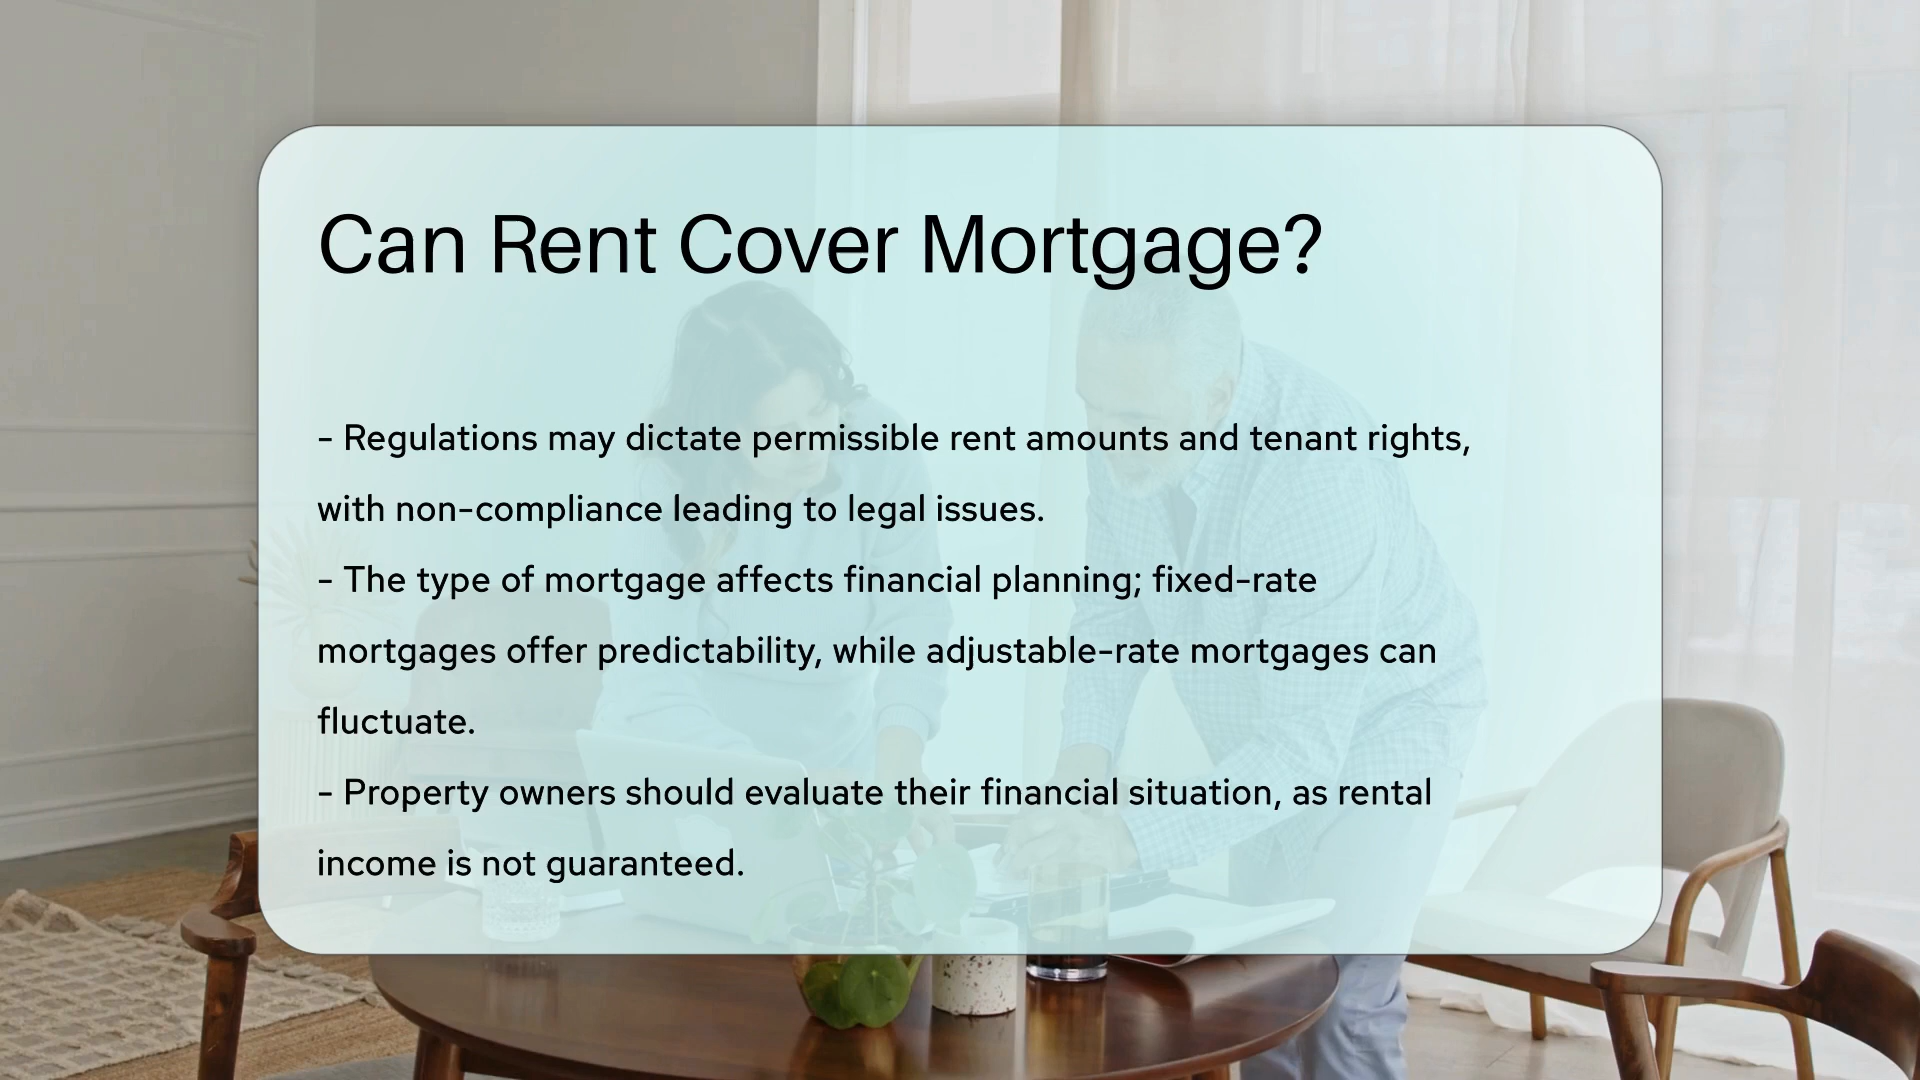 Can Rent Cover Mortgage?
- Regulations may dictate permissible rent amounts and tenant rights,
with non-compliance leading to legal issues.
- The type of mortgage affects financial planning; fixed-rate
mortgages offer predictability, while adjustable-rate mortgages can
fluctuate.
- Property owners should evaluate their financial situation, as rental
income is not guaranteed.